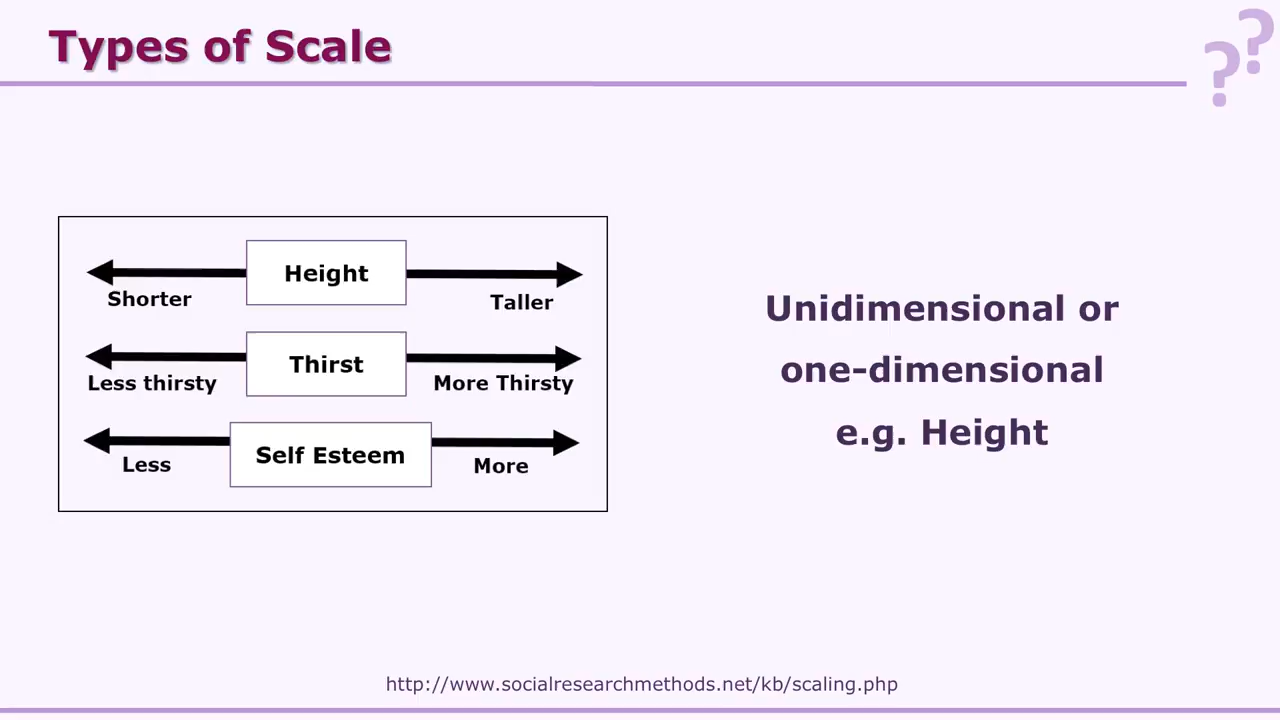 Types of Scale
??
Height
Shorter
Taller
Thirst
Less thirsty
More Thirsty
Self Esteem
Less
More
Unidimensional or
one-dimensional
e.g. Height
http://www.socialresearchmethods.net/kb/scaling.php